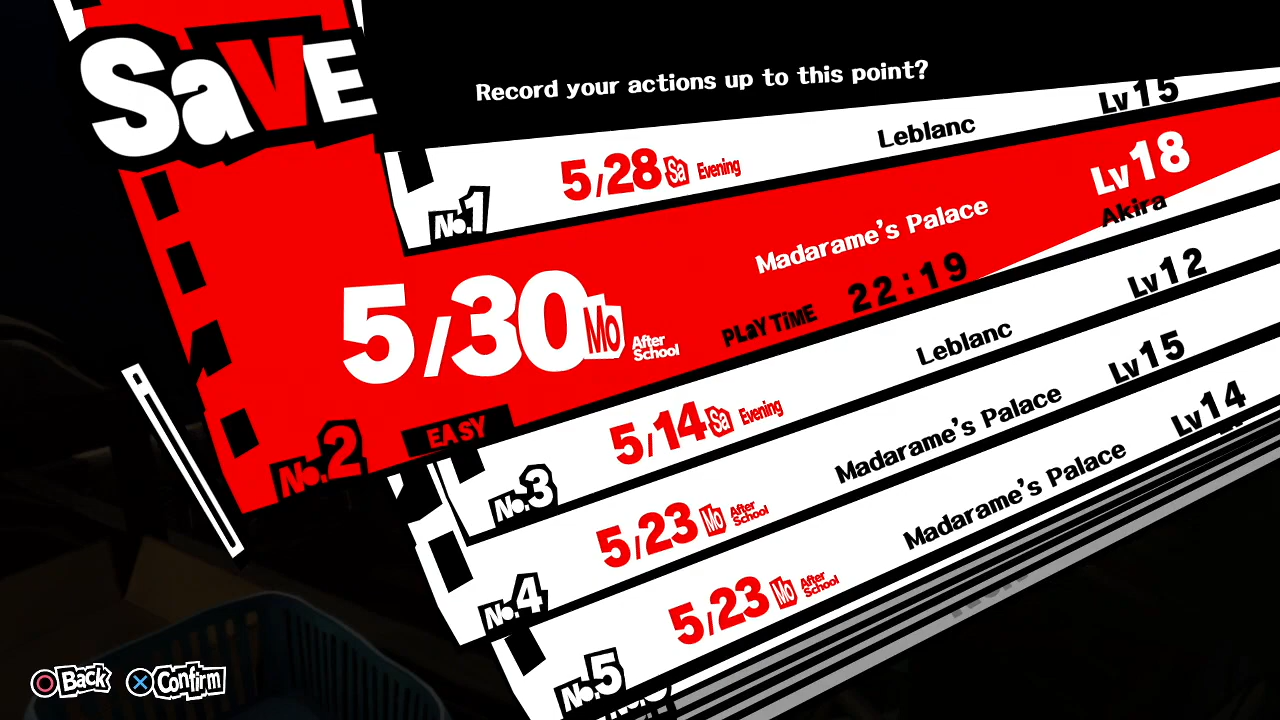 SaVE
Record your actions up to this point?
No.1 5/28 Sa Evening Leblanc Lv15
No.2 5/30 Mo After School Madarame's Palace Lv18
PLaY TiME 22:19 Akira
EASY
No.3 5/14 Sa Evening Leblanc Lv12
No.4 5/23 Mo After School Madarame's Palace Lv15
No.5 5/23 Mo After School Madarame's Palace Lv14
Back Confirm